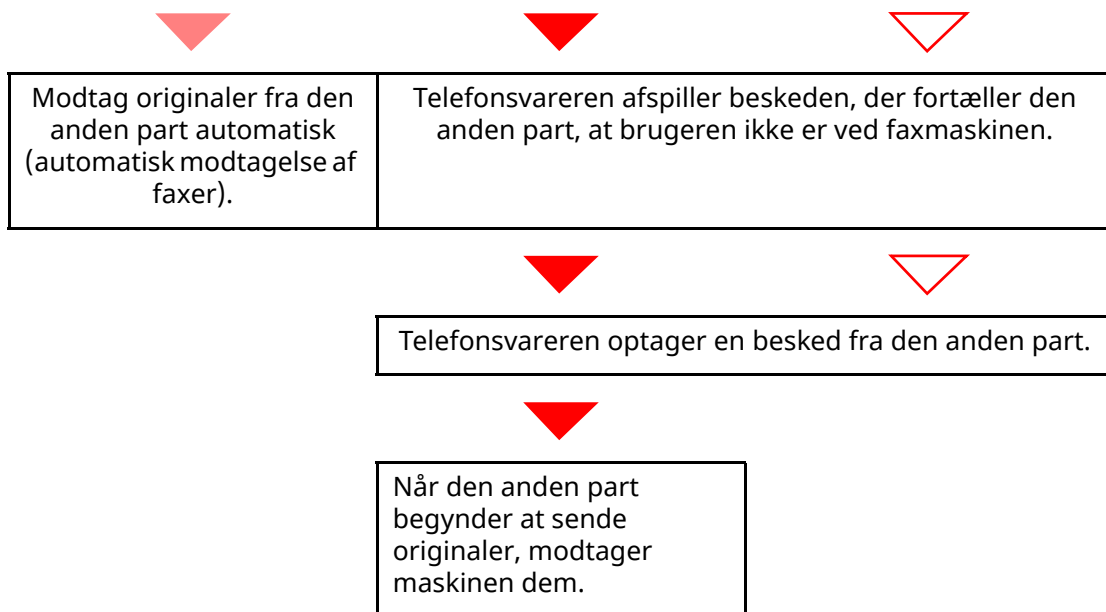 Modtag originaler fra den
anden part automatisk
(automatisk modtagelse af
faxer).
Telefonsvareren afspiller beskeden, der fortæller den
anden part, at brugeren ikke er ved faxmaskinen.
Telefonsvareren optager en besked fra den anden part.
Når den anden part
begynder at sende
originaler, modtager
maskinen dem.